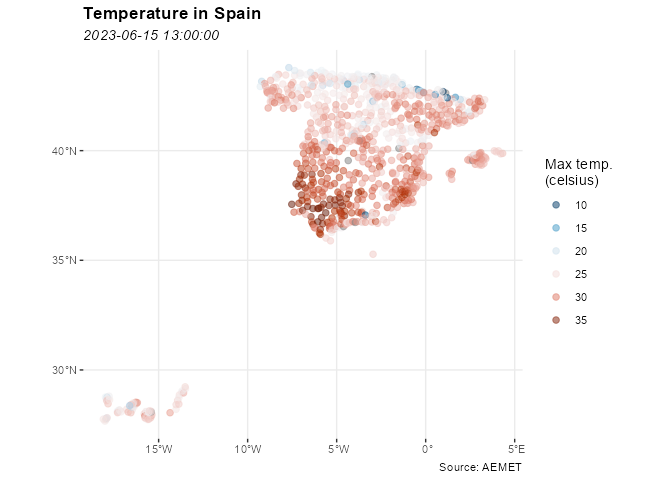 Temperature in Spain
2023-06-15 13:00:00
40°N
35°N
30°N
15°W
10°W
5°W
0°
5°E
Max temp.
(celsius)
10
15
20
25
30
35
Source: AEMET